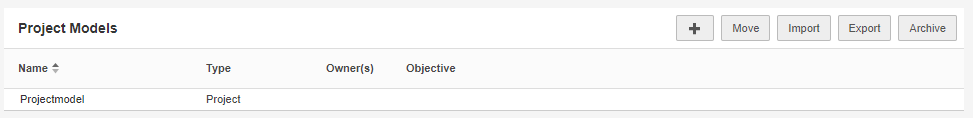 Project Models
+ Move Import Export Archive
Name Type Owner(s) Objective
Projectmodel Project